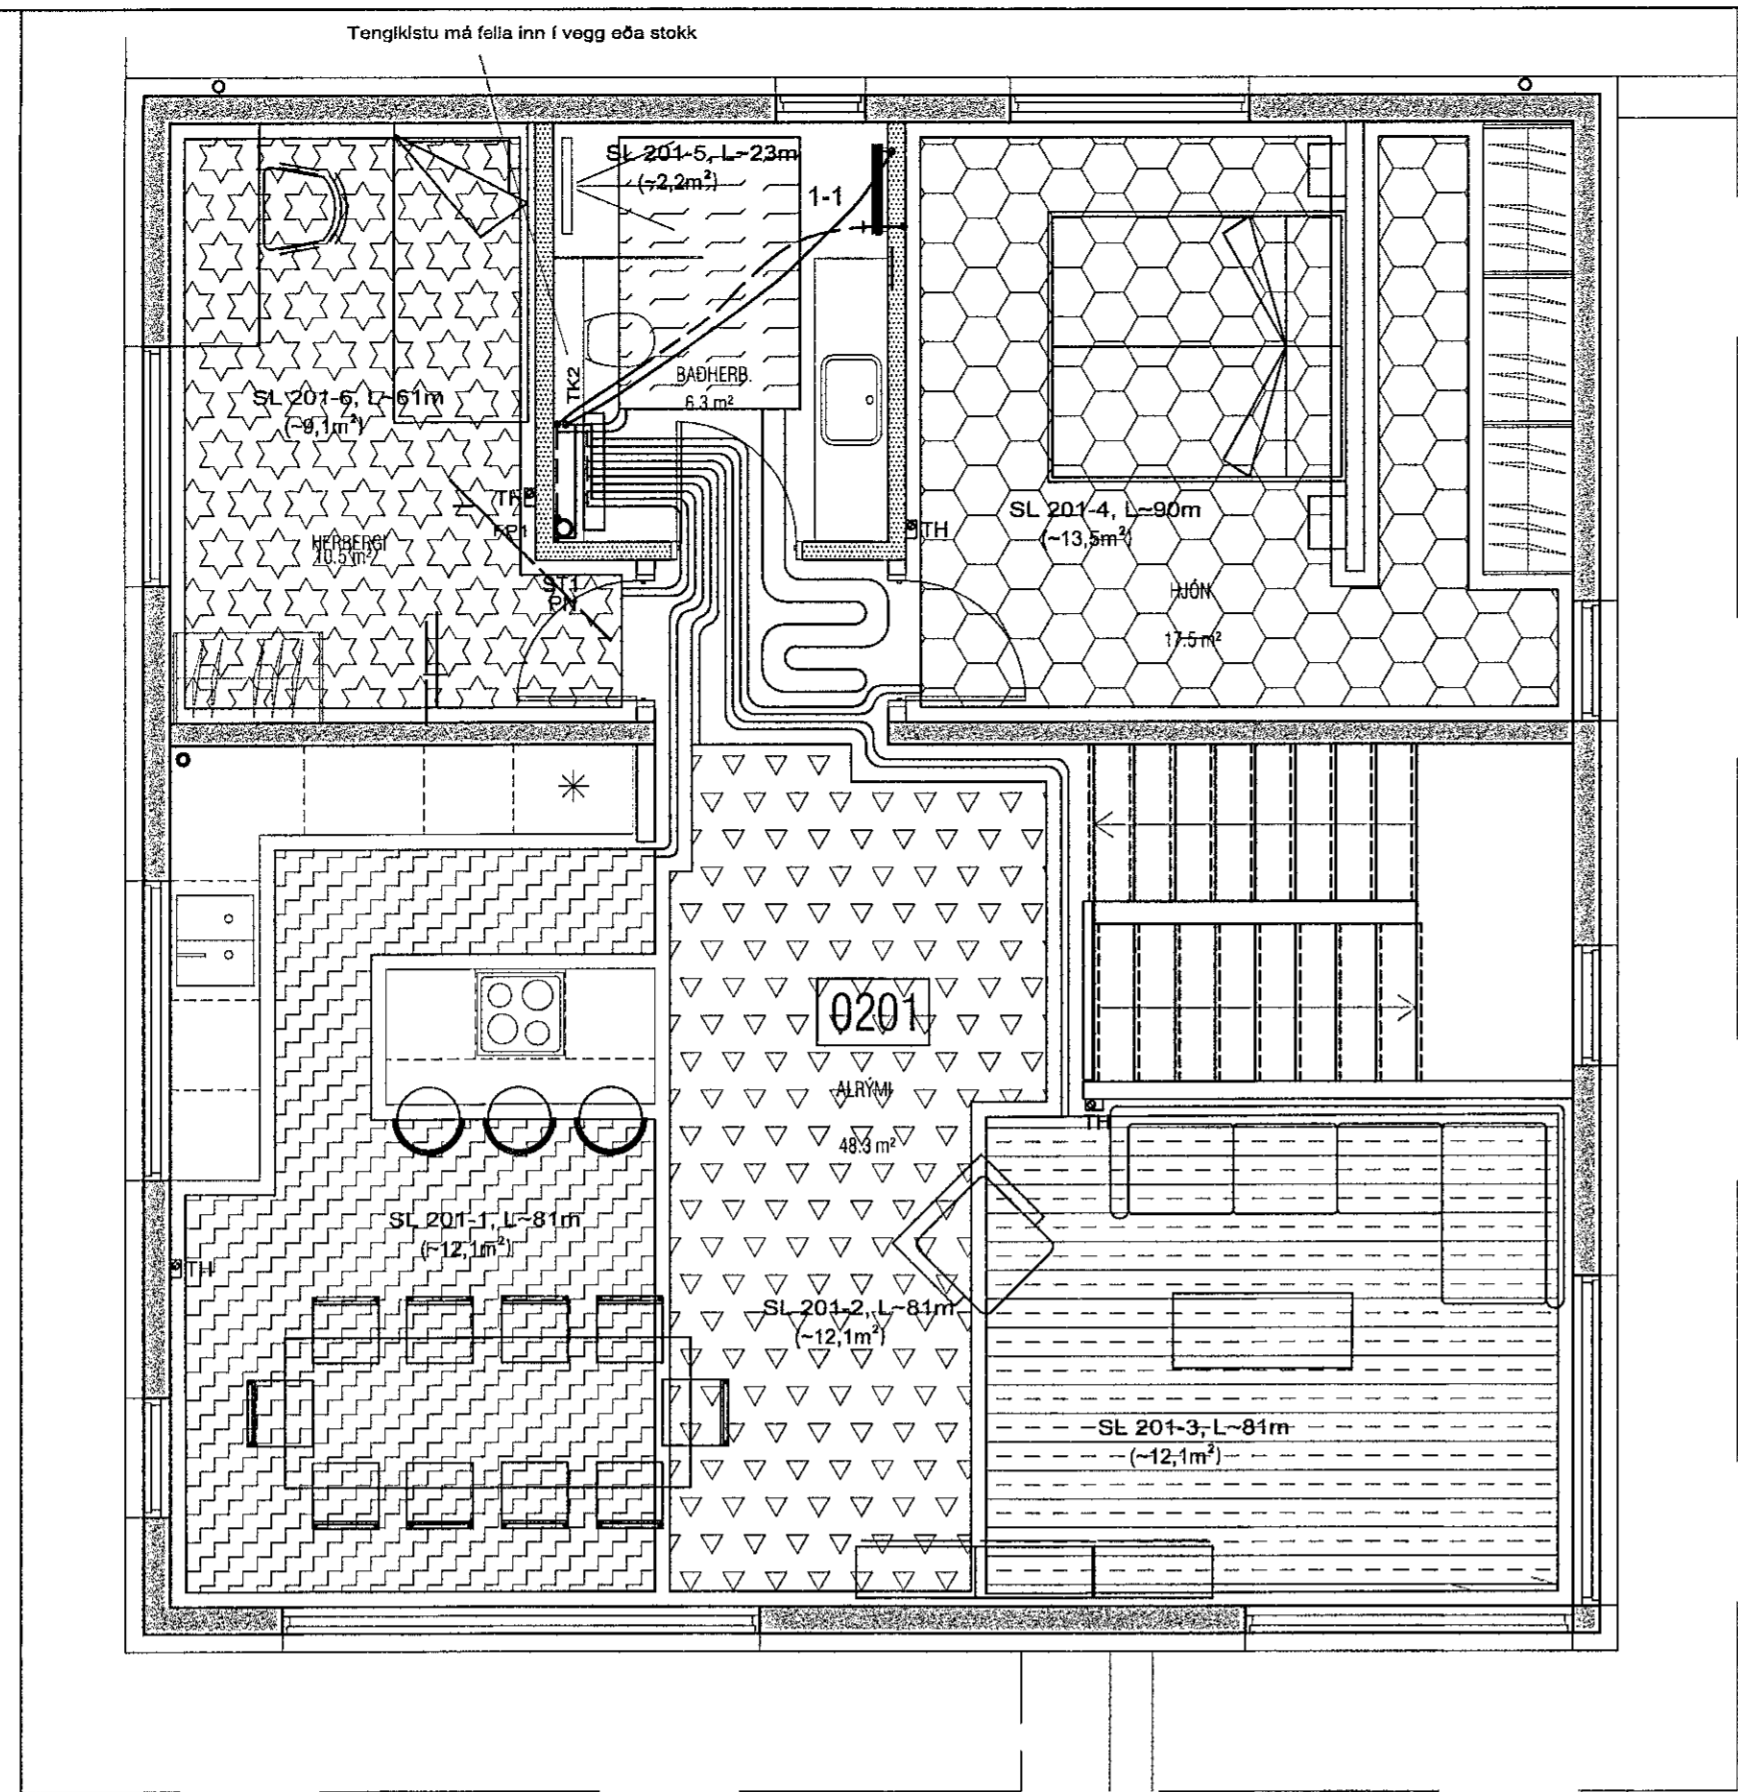 Tengikistu má fella inn í vegg eða stokk
SL 201-5, L~23m
(~2,2m²)
1-1
TK2
BAÐHERB.
6.3 m²
SL 201-6, L~61m
(~9,1m²)
TH
HERBERGI
10.5 m²
ST1
PN
SL 201-4, L~90m
(~13,5m²)
TH
HJÓN
17.5 m²
0201
ALRÝMI
48.3 m²
TH
SL 201-1, L~81m
(~12,1m²)
TH
SL 201-2, L~81m
(~12,1m²)
SL 201-3, L~81m
(~12,1m²)